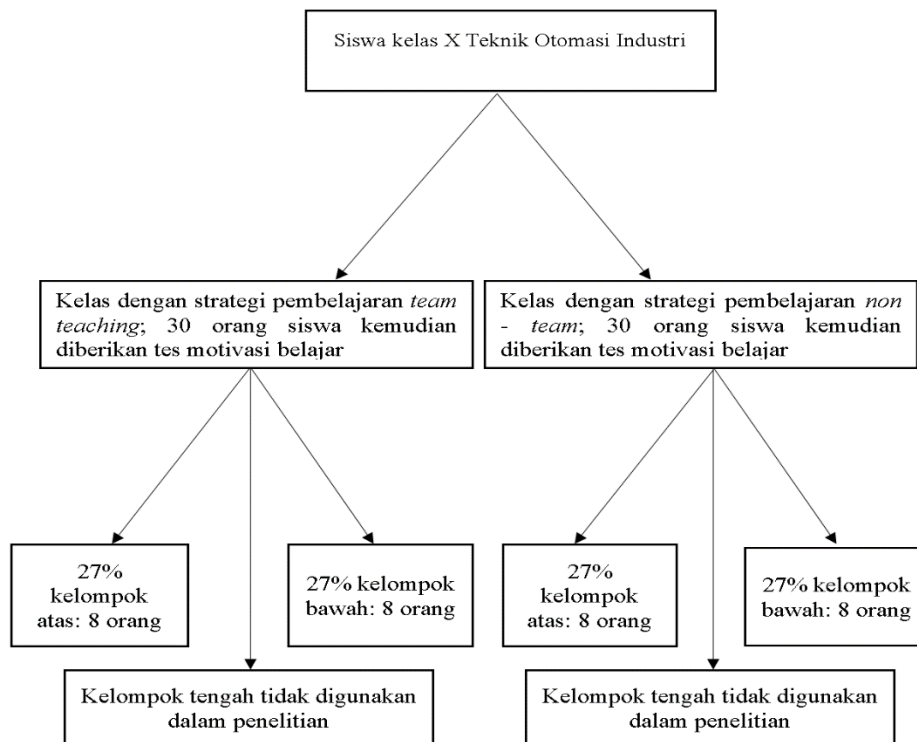 Siswa kelas X Teknik Otomasi Industri
Kelas dengan strategi pembelajaran team
teaching; 30 orang siswa kemudian
diberikan tes motivasi belajar
Kelas dengan strategi pembelajaran non
- team; 30 orang siswa kemudian
diberikan tes motivasi belajar
27%
kelompok
atas: 8 orang
27% kelompok
bawah: 8 orang
27%
kelompok
atas: 8 orang
27% kelompok
bawah: 8 orang
Kelompok tengah tidak digunakan
dalam penelitian
Kelompok tengah tidak digunakan
dalam penelitian